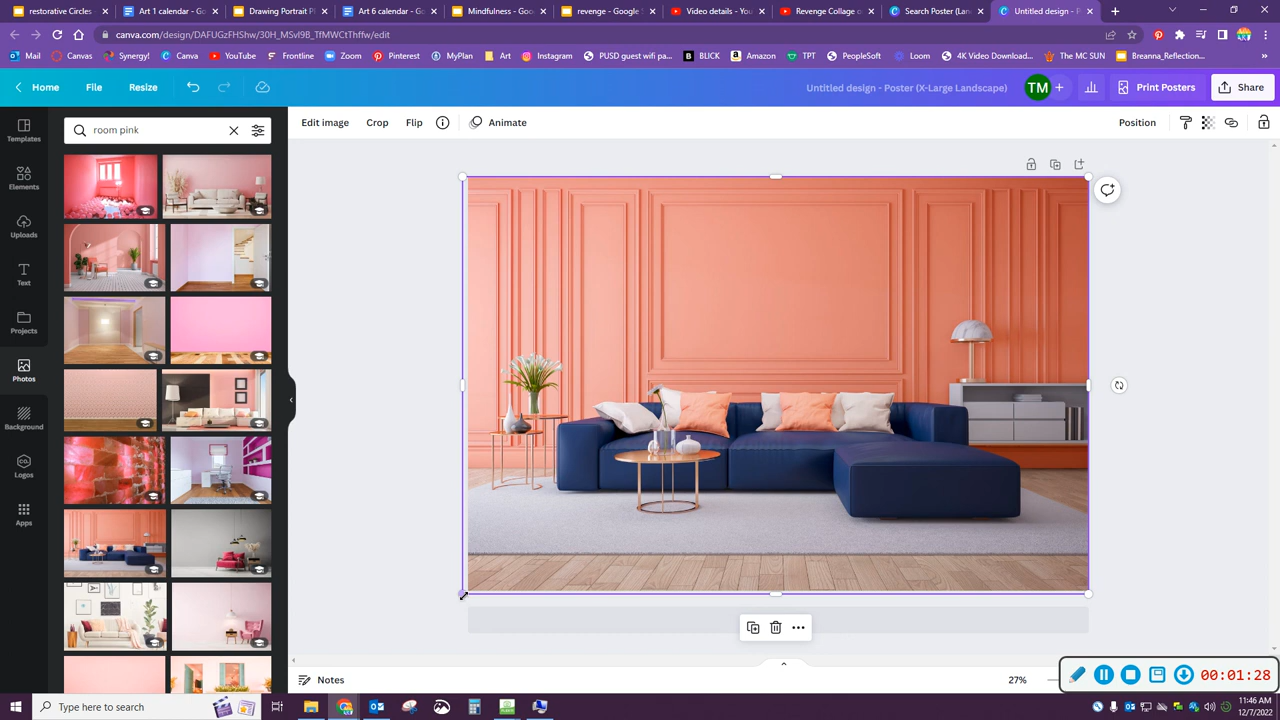 restorative Circles
Art 1 calendar - Go
Drawing Portrait P
Art 6 calendar - Go
Mindfulness - Goo
revenge - Google
Video details - You
Revenge Collage c
Search Poster (Lan
Untitled design - P
canva.com/design/DAFUGzFHShw/30H_MSvI9B_TfMWCtThffw/edit
Mail
Canvas
Synergy!
Canva
YouTube
Frontline
Zoom
Pinterest
MyPlan
Art
Instagram
PUSD guest wifi pa...
BLICK
Amazon
TPT
PeopleSoft
Loom
4K Video Download...
The MC SUN
Breanna_Reflection...
Home
File
Resize
Untitled design - Poster (X-Large Landscape)
TM
Print Posters
Share
Templates
Elements
Uploads
Text
Projects
Photos
Background
Logos
Apps
room pink
Edit image
Crop
Flip
Animate
Position
Notes
27%
00:01:28
Type here to search
11:46 AM
12/7/2022